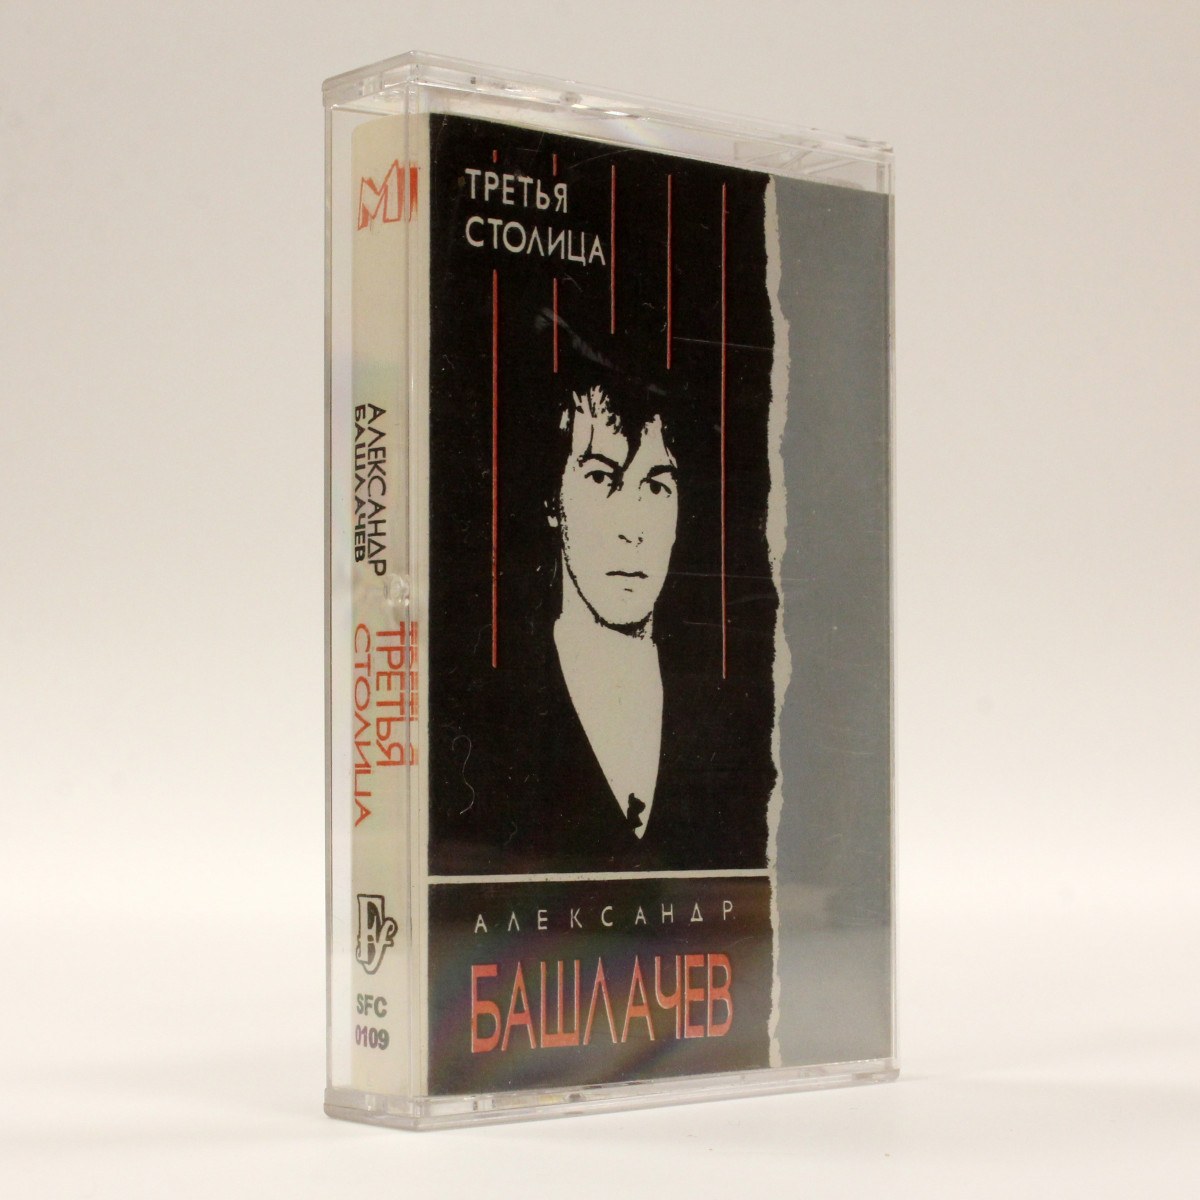 ТРЕТЬЯ
СТОЛИЦА
АЛЕКСАНДР
БАШЛАЧЕВ
АЛЕКСАНДР
БАШЛАЧЕВ
ТРЕТЬЯ
СТОЛИЦА
SFC
0109